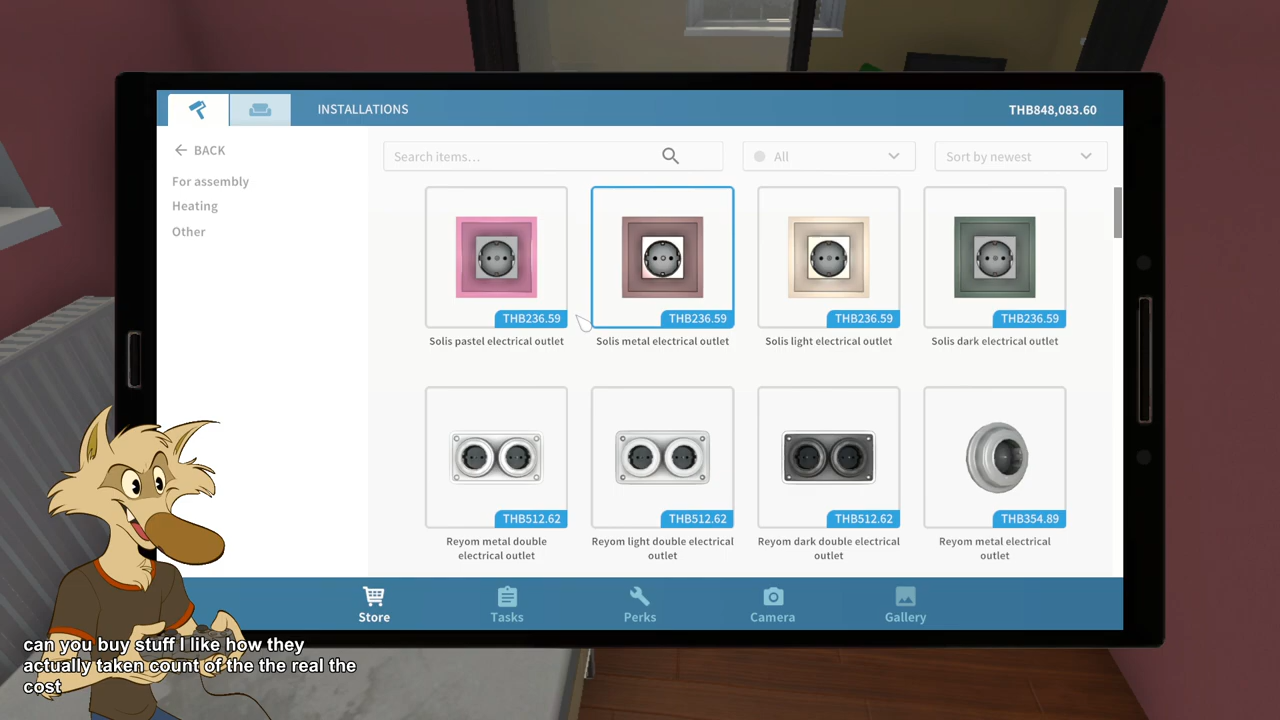 INSTALLATIONS
THB848,083.60
BACK
Search items...
All
Sort by newest
For assembly
Heating
Other
THB236.59
THB236.59
THB236.59
THB236.59
Solis pastel electrical outlet
Solis metal electrical outlet
Solis light electrical outlet
Solis dark electrical outlet
THB512.62
THB512.62
THB512.62
THB354.89
Reyom metal double
electrical outlet
Reyom light double electrical
outlet
Reyom dark double electrical
outlet
Reyom metal electrical
outlet
Store
Tasks
Perks
Camera
Gallery
can you buy stuff I like how they
actually taken count of the the real the
cost